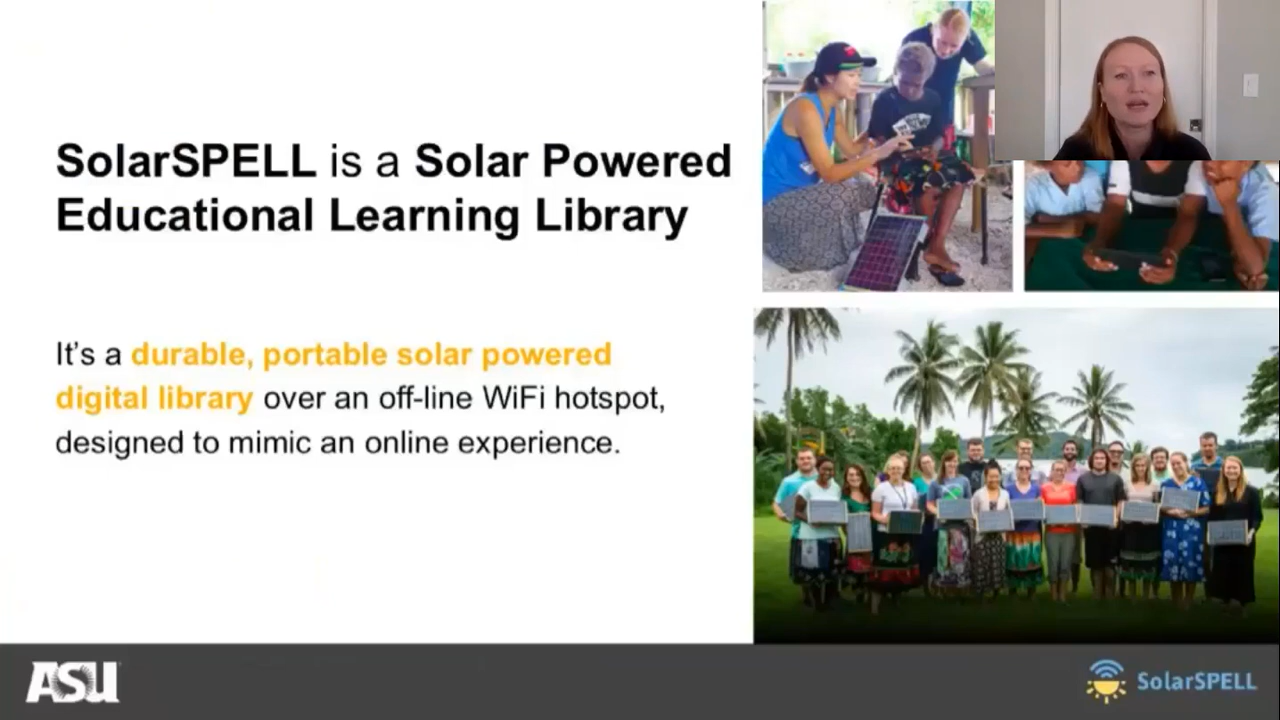 SolarSPELL is a Solar Powered
Educational Learning Library
It's a durable, portable solar powered
digital library over an off-line WiFi hotspot,
designed to mimic an online experience.
ASU
SolarSPELL